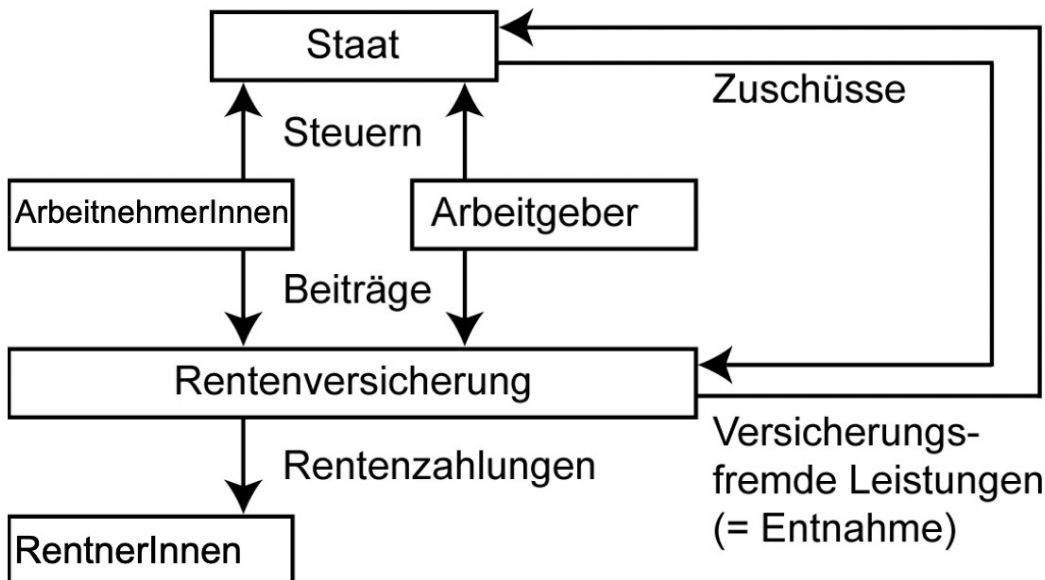 Staat
Zuschüsse
Steuern
ArbeitnehmerInnen
Arbeitgeber
Beiträge
Rentenversicherung
Versicherungs-
fremde Leistungen
(= Entnahme)
Rentenzahlungen
RentnerInnen